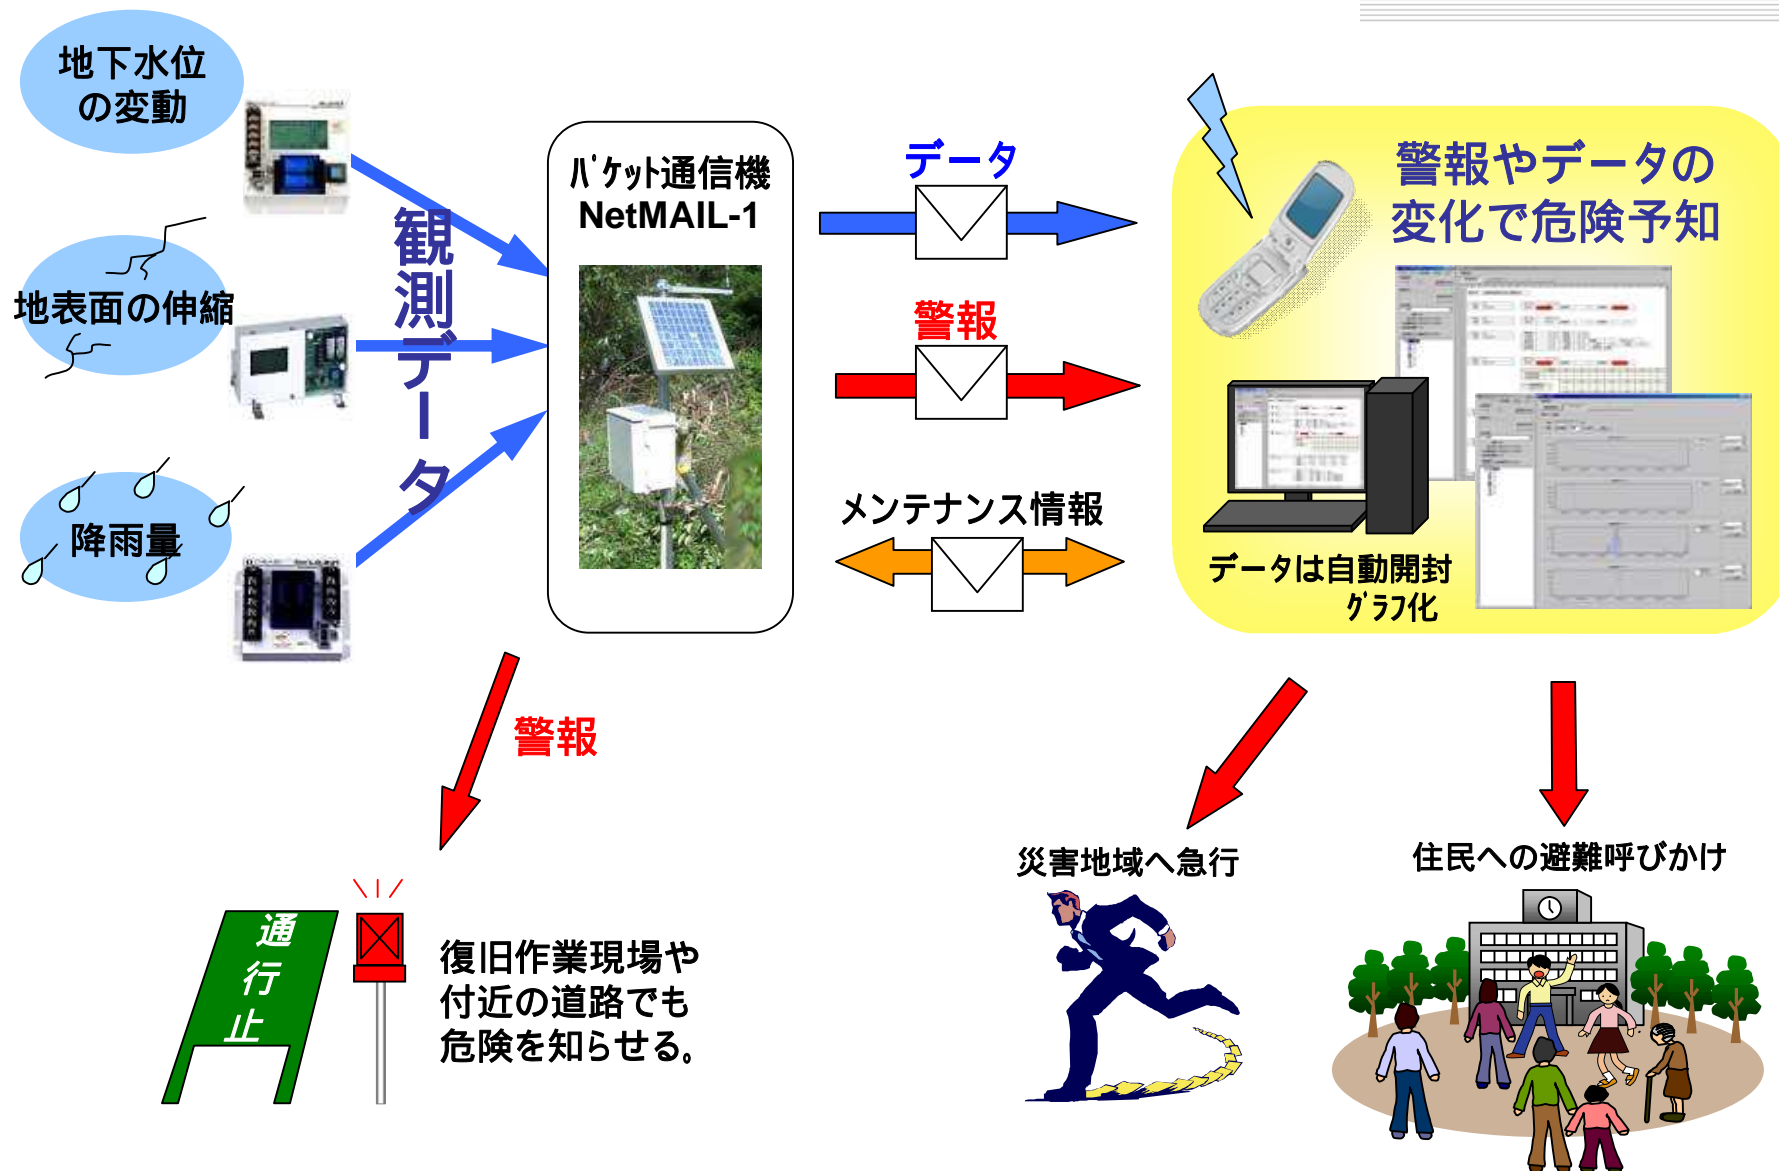 地下水位
の変動
地表面の伸縮
降雨量
観測データ
ﾊﾟｹｯﾄ通信機
NetMAIL-1
データ
警報
メンテナンス情報
警報やデータの
変化で危険予知
データは自動開封
ｸﾞﾗﾌ化
警報
通
行
止
復旧作業現場や
付近の道路でも
危険を知らせる。
災害地域へ急行
住民への避難呼びかけ